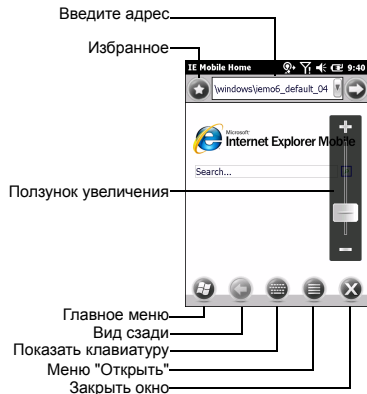 Введите адрес
Избранное
IE Mobile Home 9:40
\windows\iemo6_default_04
Microsoft
Internet Explorer Mobile
Search...
Ползунок увеличения
Главное меню
Вид сзади
Показать клавиатуру
Меню "Открыть"
Закрыть окно